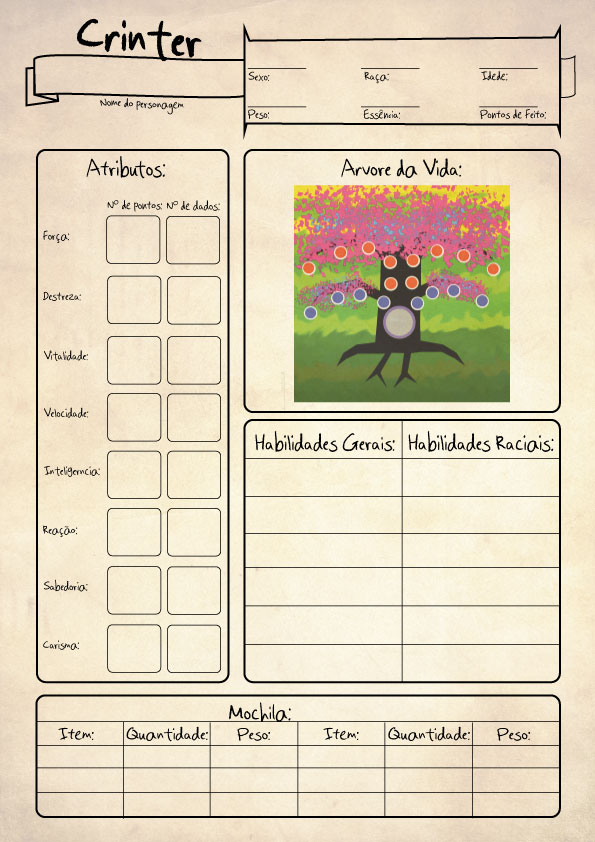 Crinter
Nome do personagem
Sexo: Raça: Idede:
Peso: Essência: Pontos de Feito:
Atributos:
Nº de pontos: Nº de dados:
Força:
Destreza:
Vitalidade:
Velocidade:
Inteligerncia:
Reação:
Sabedoria:
Carisma:
Arvore da Vida:
Habilidades Gerais: Habilidades Raciais:
Mochila:
Item: Quantidade: Peso: Item: Quantidade: Peso: